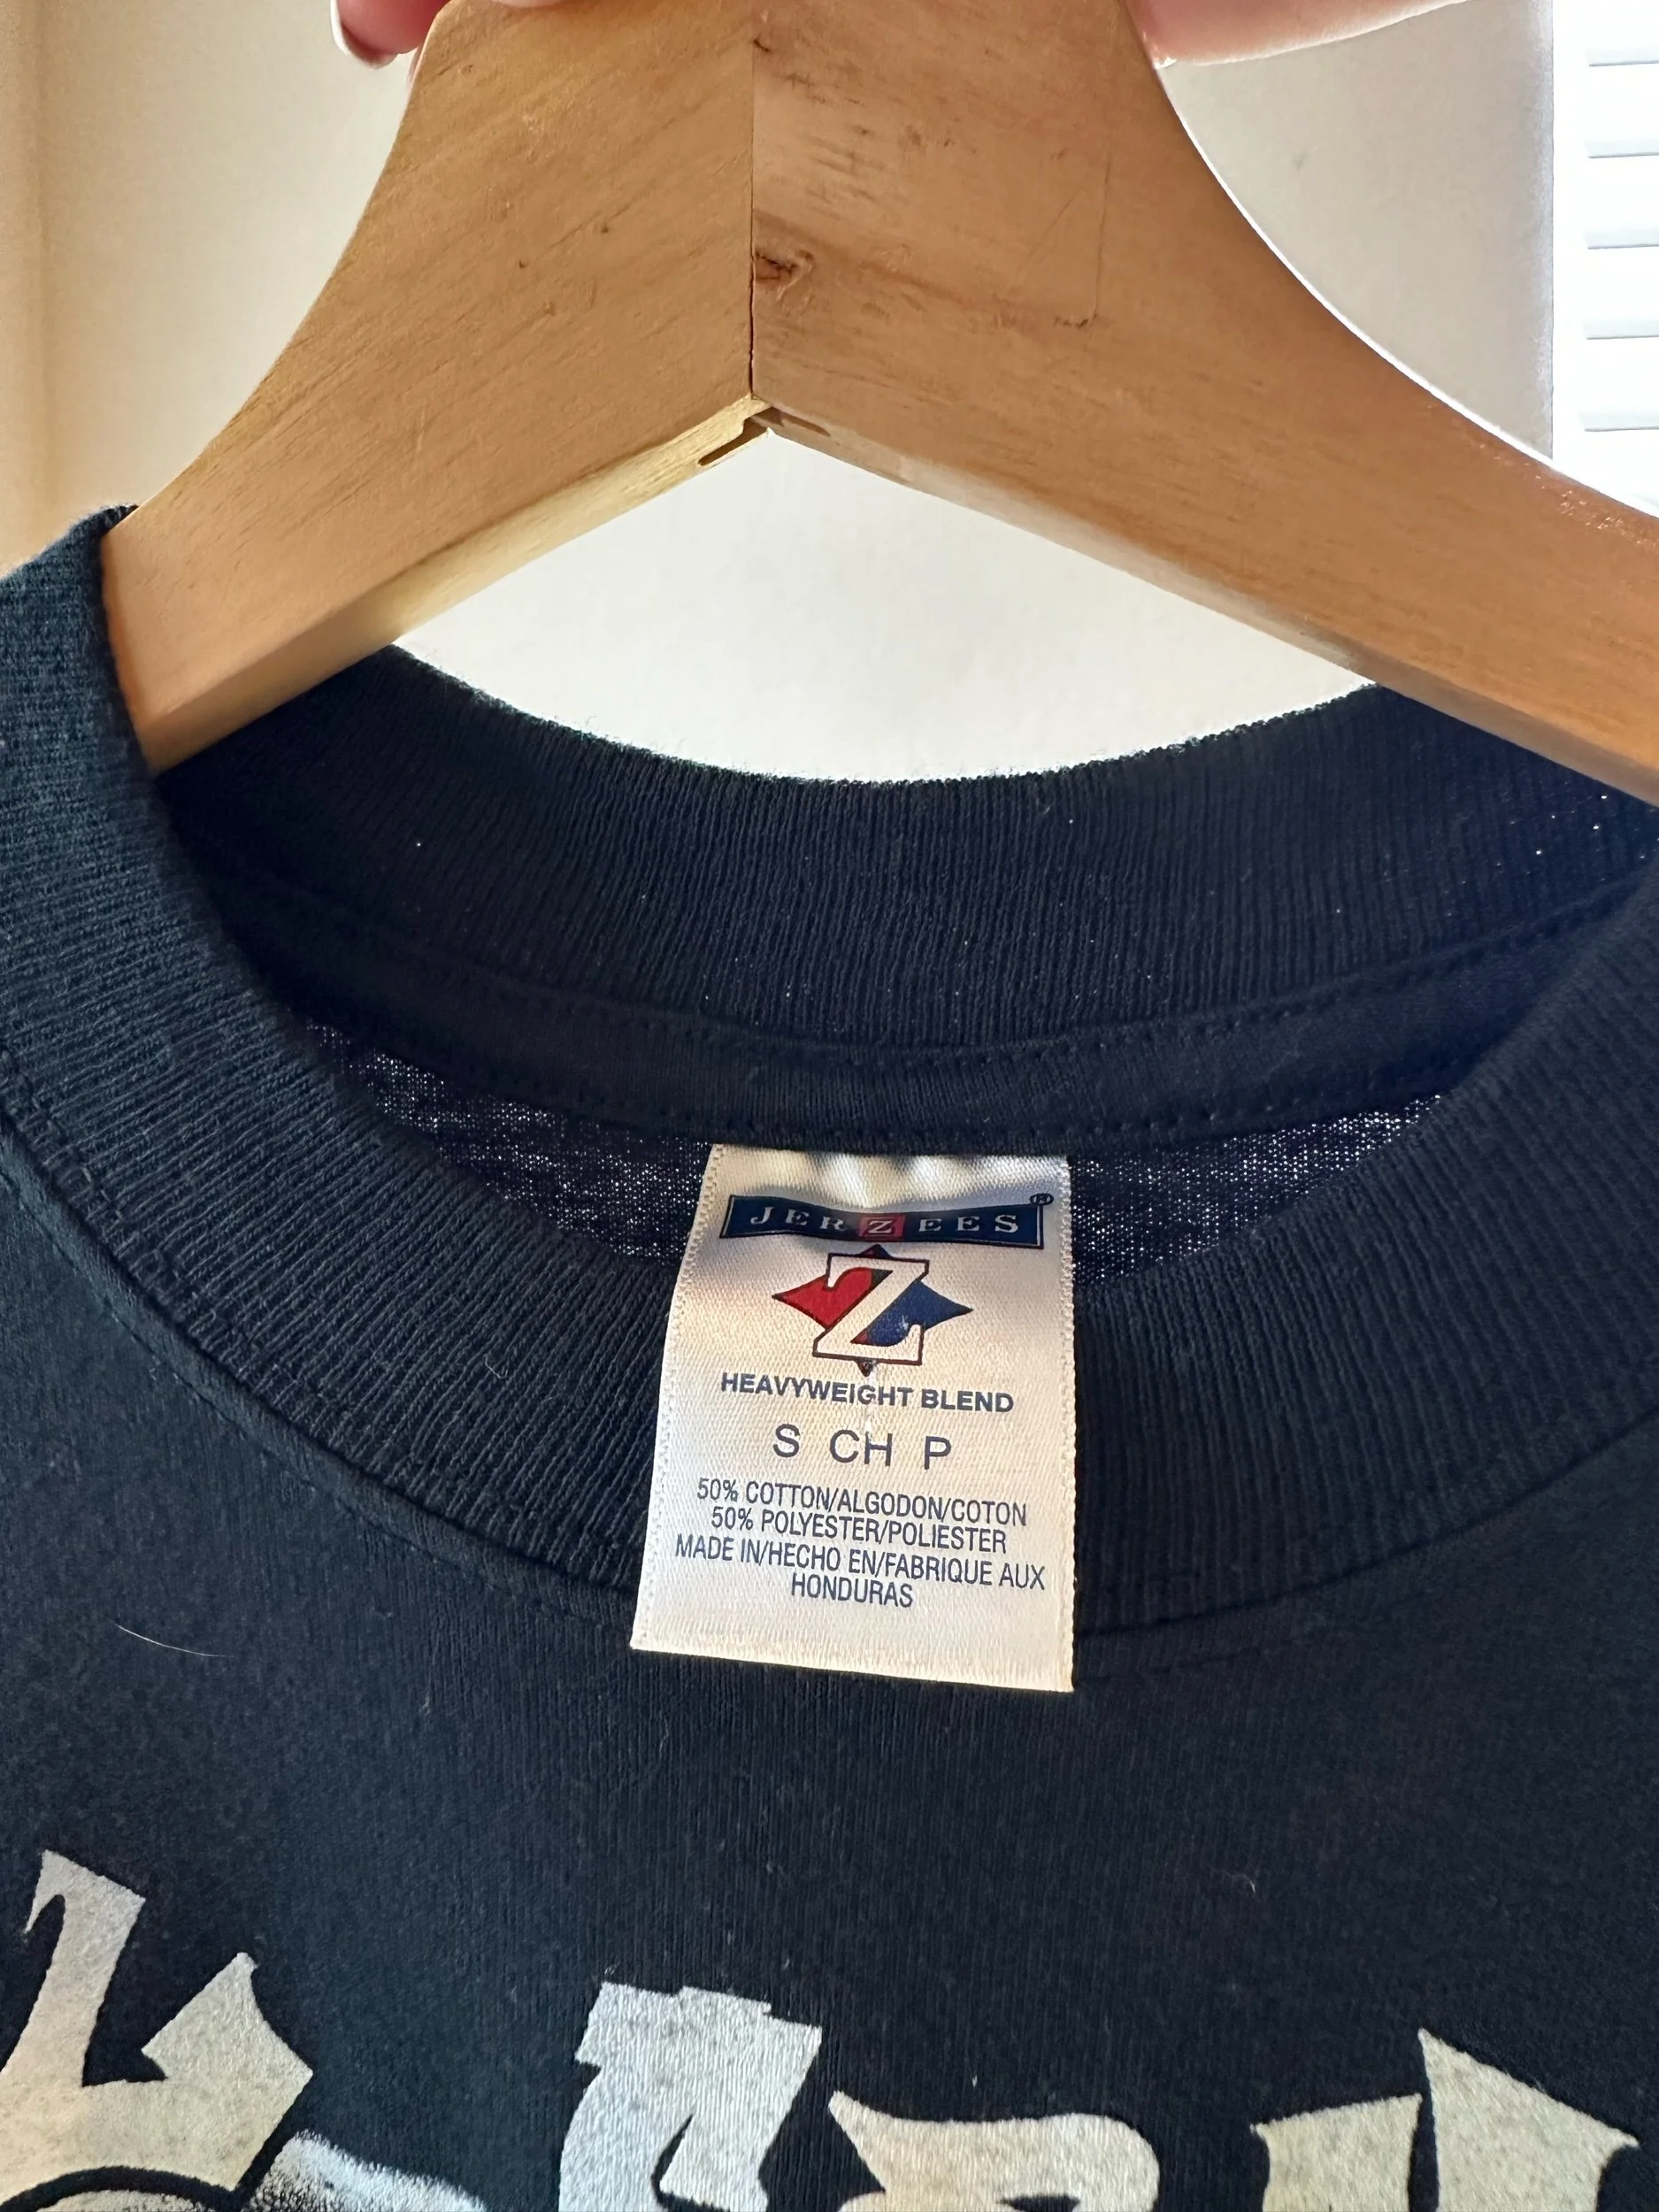 JERZEES®
Z
HEAVYWEIGHT BLEND
S CH P
50% COTTON/ALGODON/COTON
50% POLYESTER/POLIESTER
MADE IN/HECHO EN/FABRIQUE AUX
HONDURAS